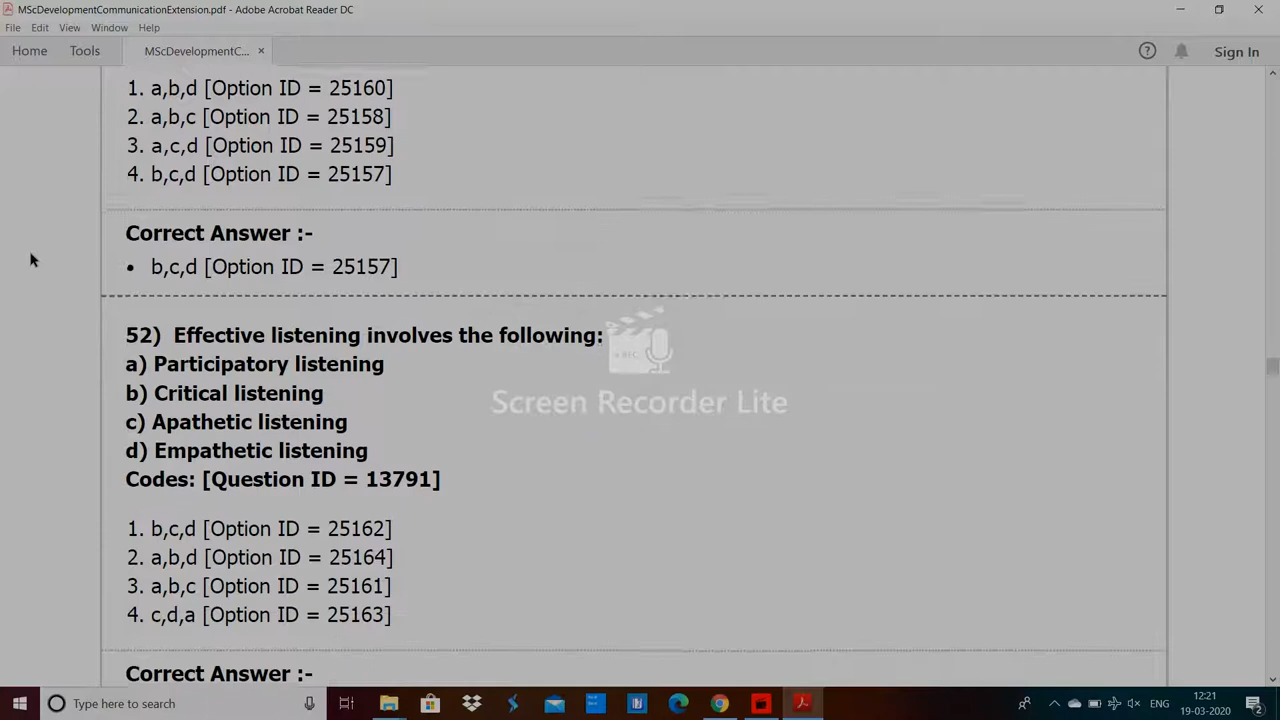 MScDevelopmentCommunicationExtension.pdf - Adobe Acrobat Reader DC
File Edit View Window Help
Home Tools MScDevelopmentC... × Sign In
1. a,b,d [Option ID = 25160]
2. a,b,c [Option ID = 25158]
3. a,c,d [Option ID = 25159]
4. b,c,d [Option ID = 25157]
Correct Answer :-
• b,c,d [Option ID = 25157]
52) Effective listening involves the following:
a) Participatory listening
b) Critical listening
c) Apathetic listening
d) Empathetic listening
Codes: [Question ID = 13791]
Screen Recorder Lite
1. b,c,d [Option ID = 25162]
2. a,b,d [Option ID = 25164]
3. a,b,c [Option ID = 25161]
4. c,d,a [Option ID = 25163]
Correct Answer :-
Type here to search
ENG
12:21
19-03-2020
2